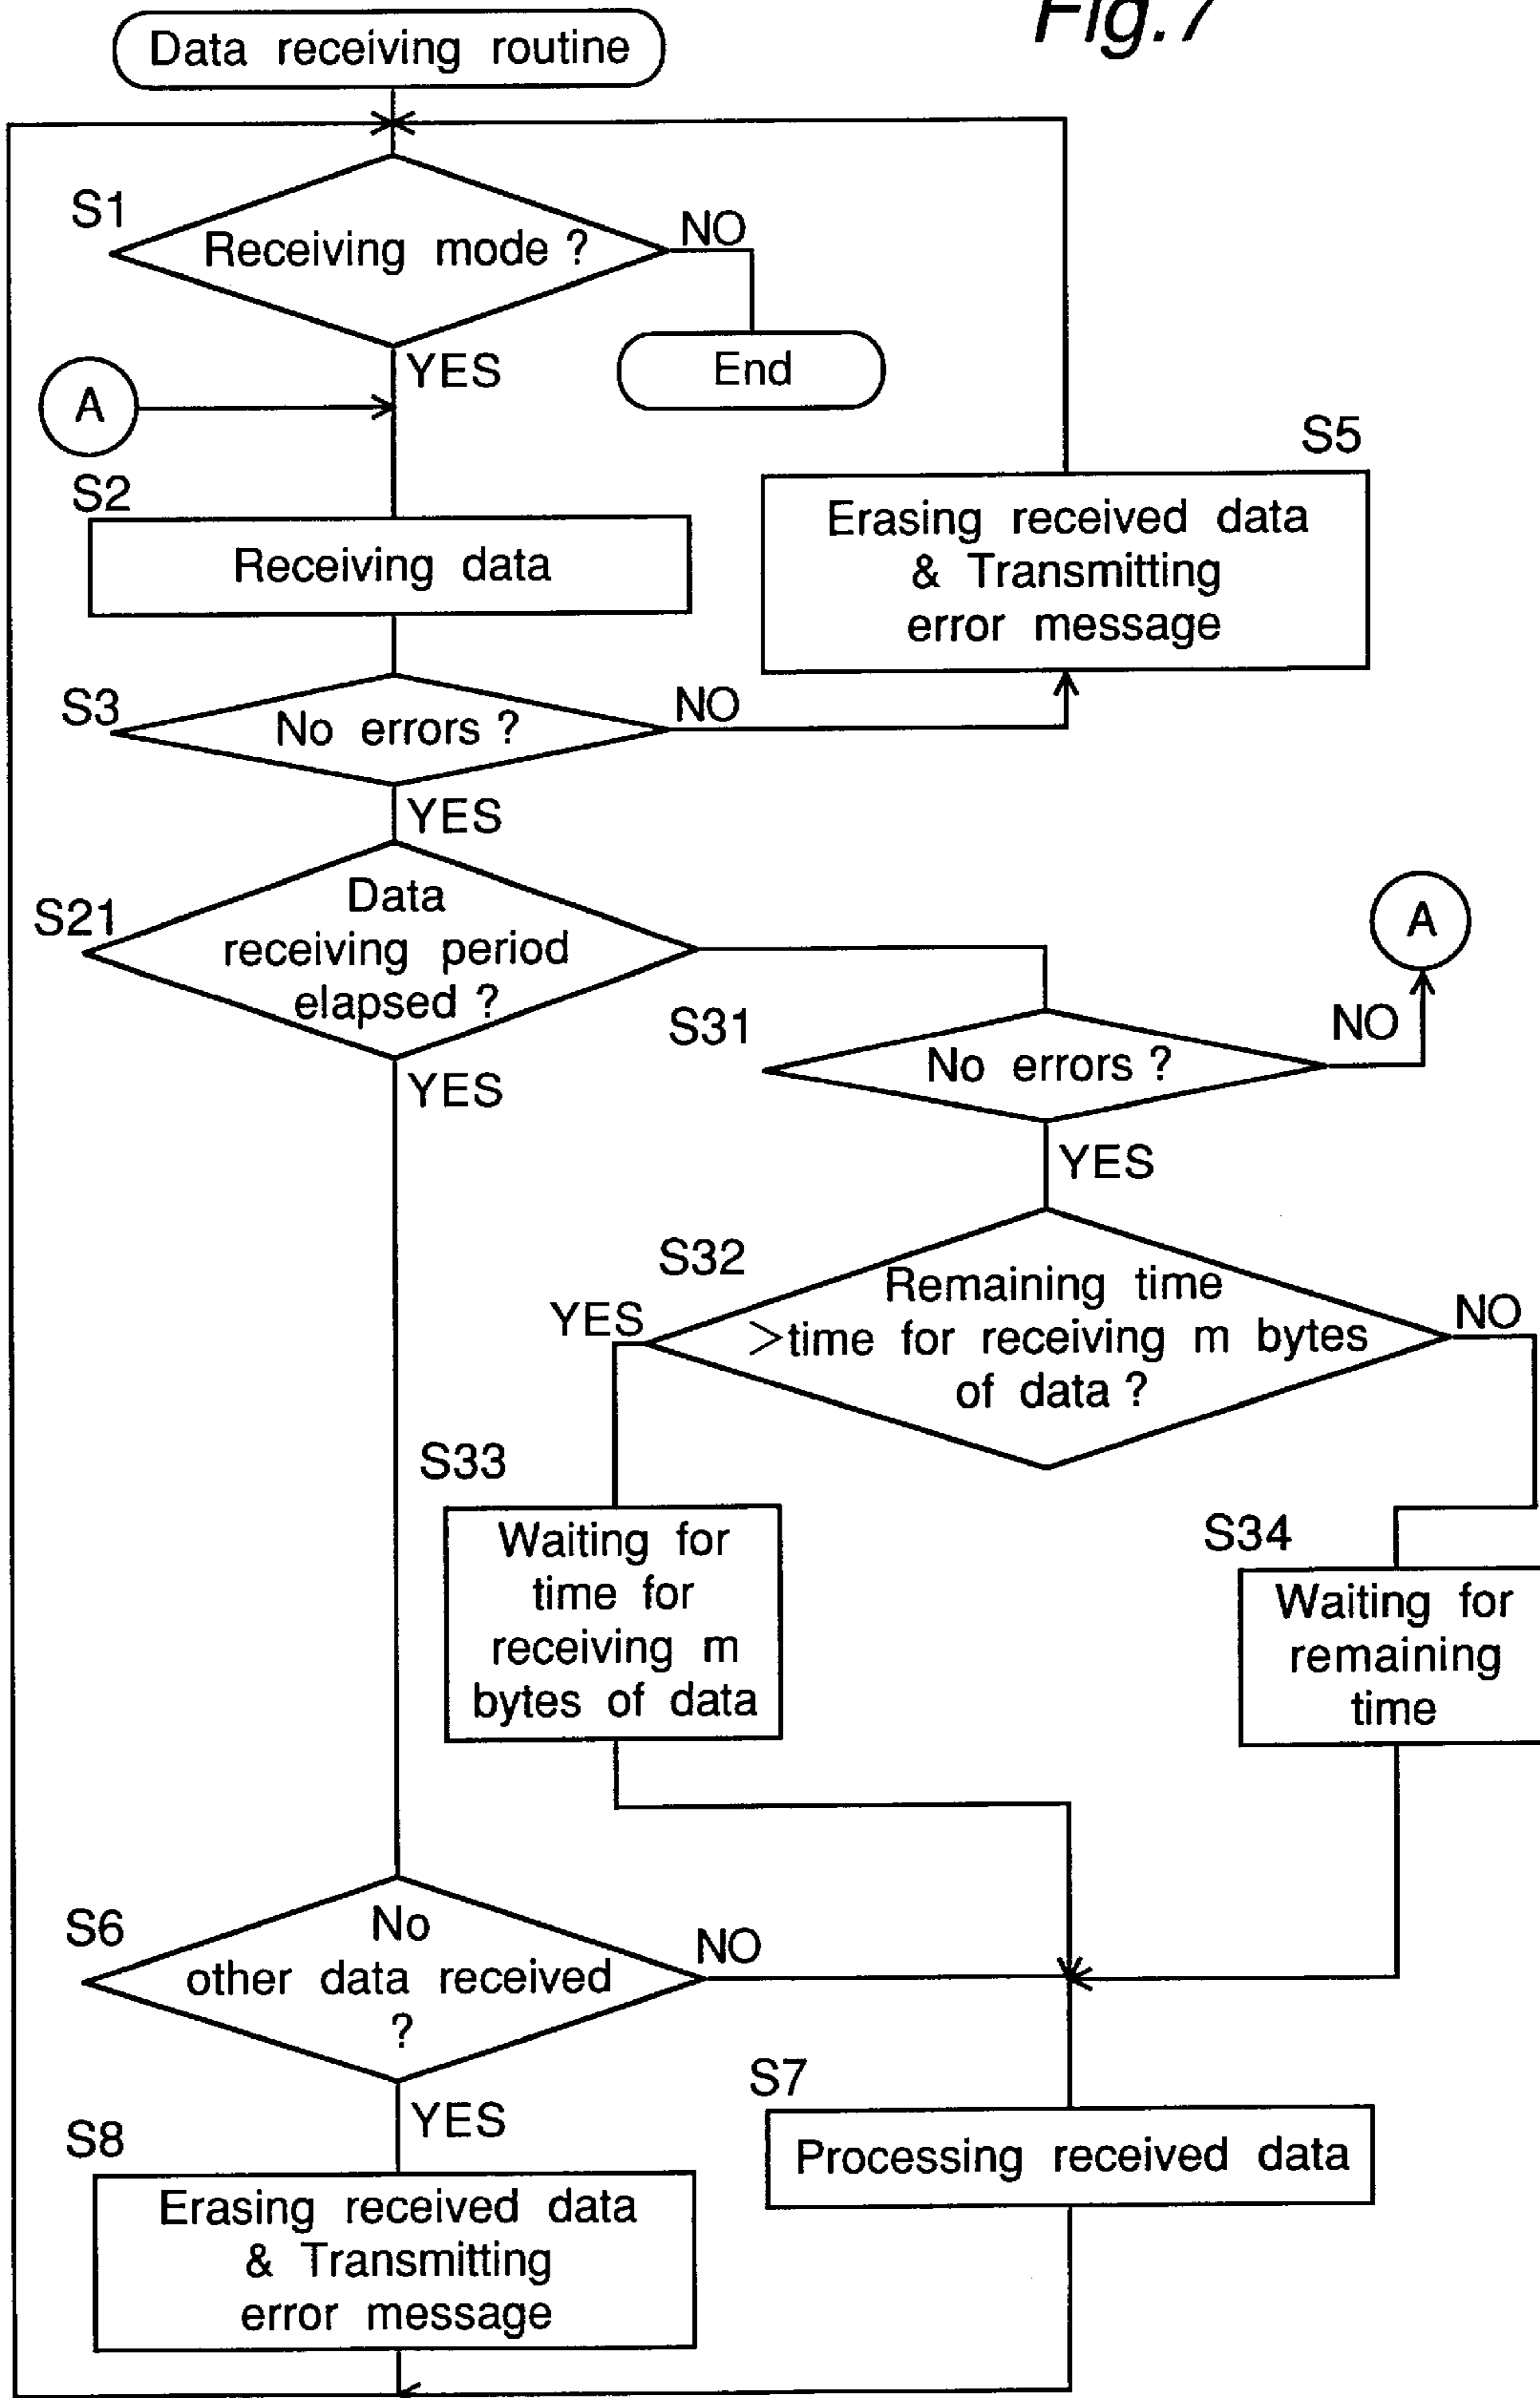 Fig.7
Data receiving routine
S1
Receiving mode ?
NO
End
YES
A
S2
Receiving data
S5
Erasing received data
& Transmitting
error message
S3
No errors ?
NO
YES
S21
Data
receiving period
elapsed ?
YES
A
S31
No errors ?
NO
YES
S32
Remaining time
>time for receiving m bytes
of data ?
YES
NO
S33
Waiting for
time for
receiving m
bytes of data
S34
Waiting for
remaining
time
S6
No
other data received
?
NO
YES
S7
Processing received data
S8
Erasing received data
& Transmitting
error message